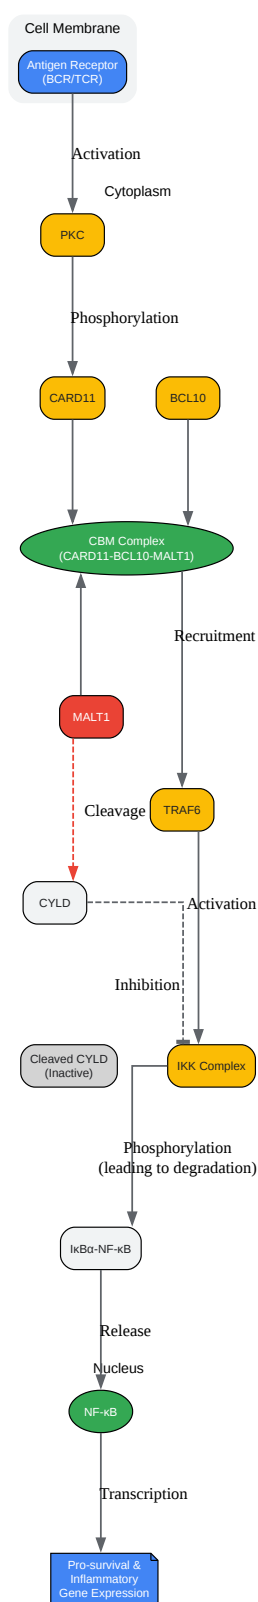 Cell Membrane
Antigen Receptor
(BCR/TCR)
Activation
Cytoplasm
PKC
Phosphorylation
CARD11
BCL10
CBM Complex
(CARD11-BCL10-MALT1)
Recruitment
MALT1
Cleavage
TRAF6
CYLD
Activation
Inhibition
Cleaved CYLD
(Inactive)
IKK Complex
Phosphorylation
(leading to degradation)
IκBα-NF-κB
Release
Nucleus
NF-κB
Transcription
Pro-survival &
Inflammatory
Gene Expression